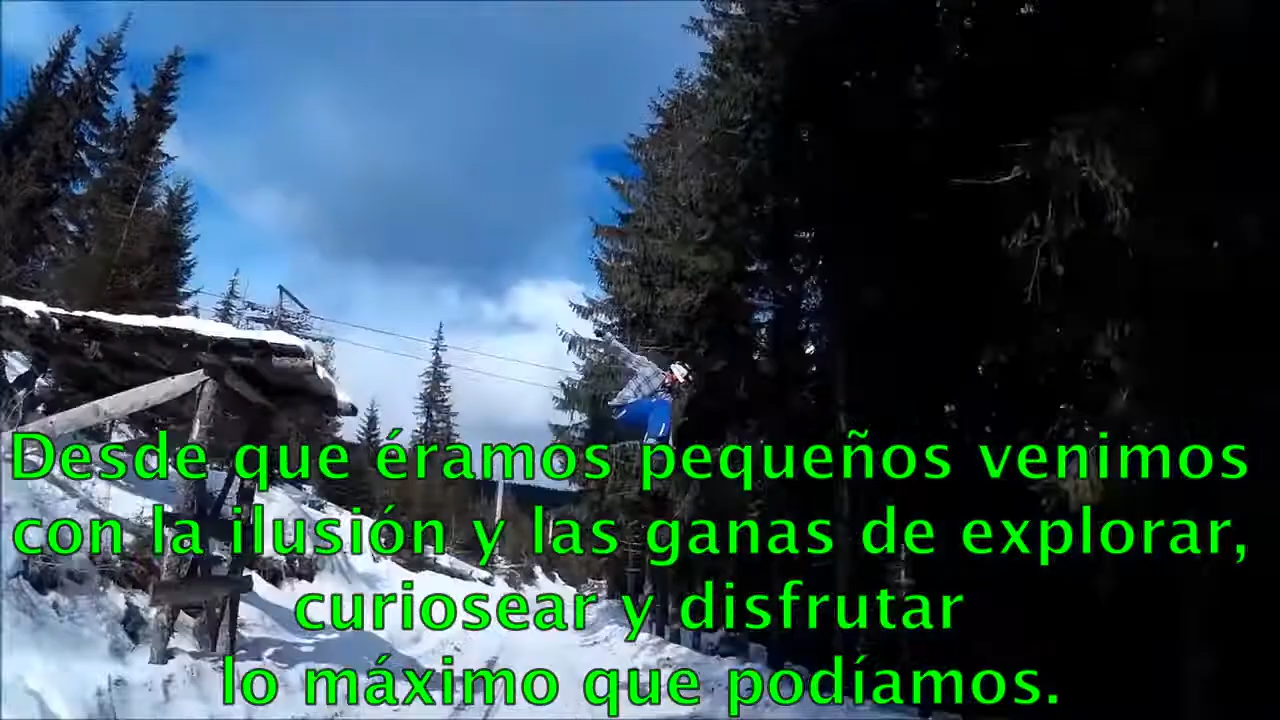 Desde que éramos pequeños venimos
con la ilusión y las ganas de explorar,
curiosear y disfrutar
lo máximo que podíamos.